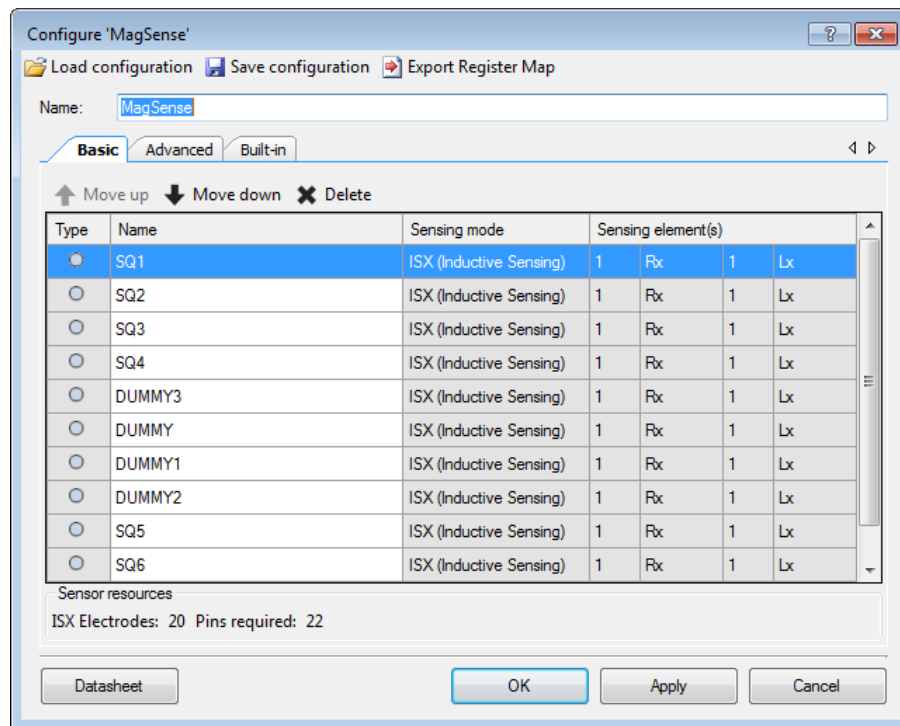 Configure 'MagSense'
Load configuration Save configuration Export Register Map
Name: MagSense
Basic Advanced Built-in
Move up Move down Delete
Type Name Sensing mode Sensing element(s)
SQ1 ISX (Inductive Sensing) 1 Rx 1 Lx
SQ2 ISX (Inductive Sensing) 1 Rx 1 Lx
SQ3 ISX (Inductive Sensing) 1 Rx 1 Lx
SQ4 ISX (Inductive Sensing) 1 Rx 1 Lx
DUMMY3 ISX (Inductive Sensing) 1 Rx 1 Lx
DUMMY ISX (Inductive Sensing) 1 Rx 1 Lx
DUMMY1 ISX (Inductive Sensing) 1 Rx 1 Lx
DUMMY2 ISX (Inductive Sensing) 1 Rx 1 Lx
SQ5 ISX (Inductive Sensing) 1 Rx 1 Lx
SQ6 ISX (Inductive Sensing) 1 Rx 1 Lx
Sensor resources
ISX Electrodes: 20 Pins required: 22
Datasheet OK Apply Cancel